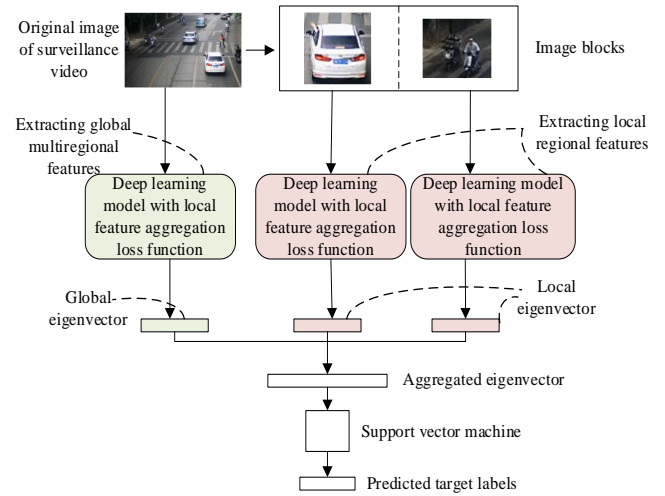 Original image
of surveillance
video
Image blocks
Extracting global
multiregional
features
Extracting local
regional features
Deep learning
model with local
feature aggregation
loss function
Deep learning
model with local
feature aggregation
loss function
Deep learning model
with local feature
aggregation loss
function
Global
eigenvector
Local
eigenvector
Aggregated eigenvector
Support vector machine
Predicted target labels